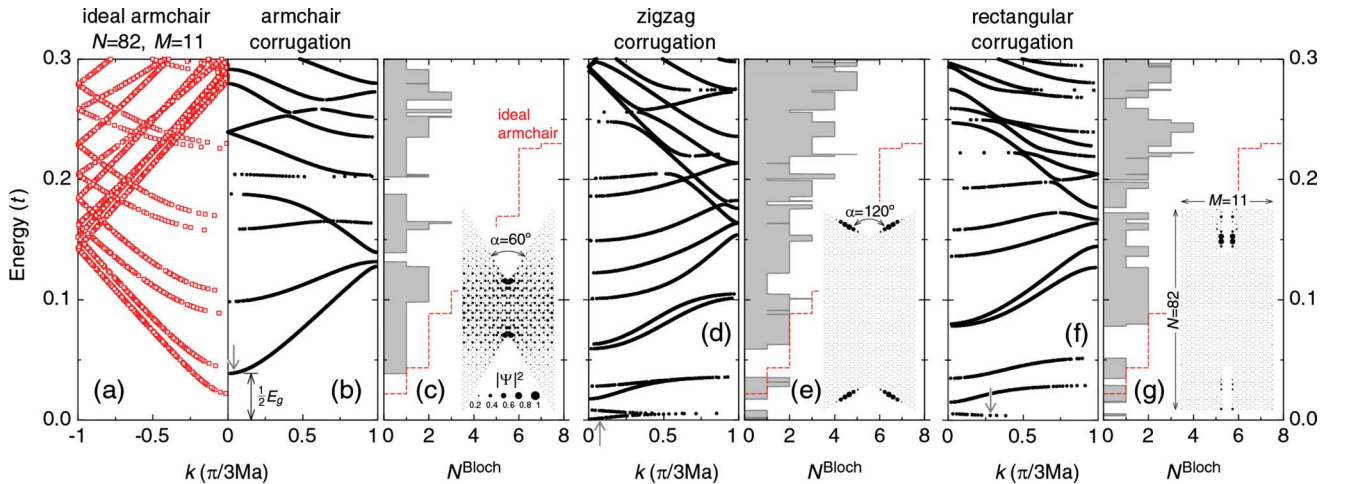 ideal armchair
N=82, M=11
armchair
corrugation
zigzag
corrugation
rectangular
corrugation
Energy (t)
0.3
0.2
0.1
0.0
(a)
-1 -0.5 0
(b)
½Eg
0 0.5 1
k (π/3Ma)
(c)
ideal
armchair
α=60º
|Ψ|²
.2 0.4 0.6 0.8 1
0 2 4 6 8
N^Bloch
(d)
0 0.5 1
k (π/3Ma)
(e)
α=120º
0 2 4 6 8
N^Bloch
(f)
0 0.5 1
k (π/3Ma)
(g)
M=11
N=82
0 2 4 6 8
N^Bloch
0.3
0.2
0.1
0.0